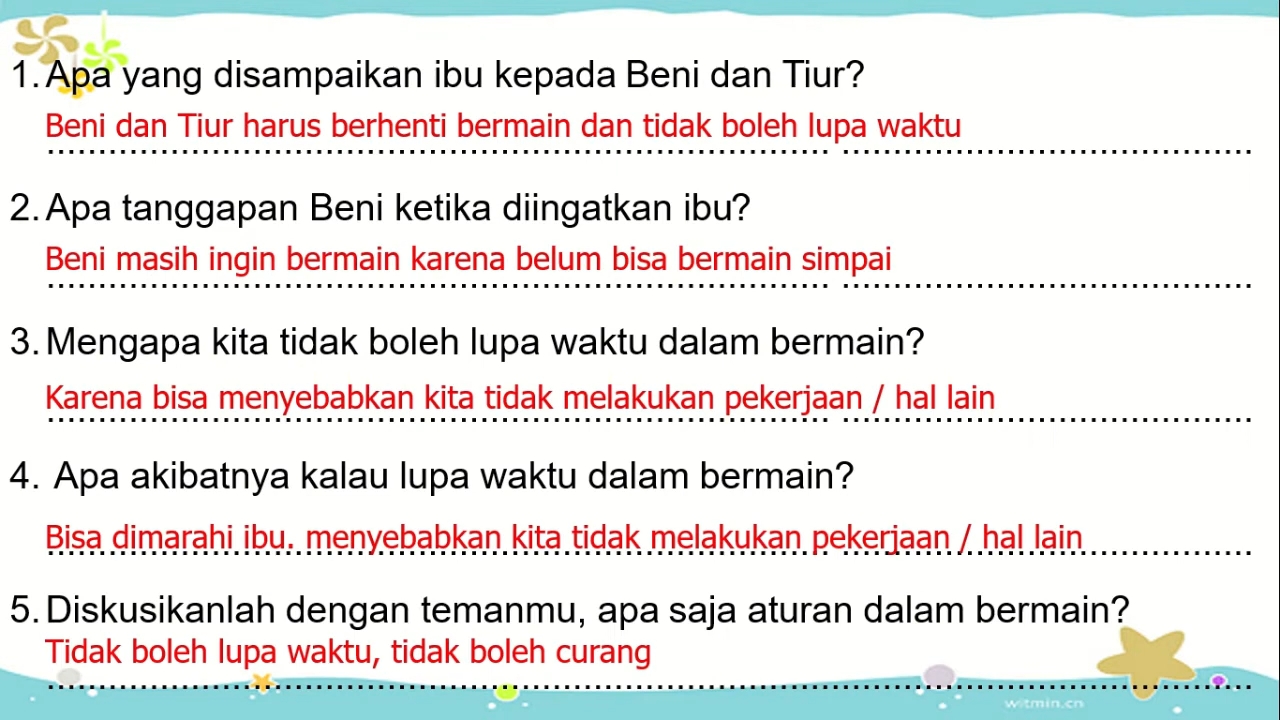 1. Apa yang disampaikan ibu kepada Beni dan Tiur?
Beni dan Tiur harus berhenti bermain dan tidak boleh lupa waktu
2. Apa tanggapan Beni ketika diingatkan ibu?
Beni masih ingin bermain karena belum bisa bermain simpai
3. Mengapa kita tidak boleh lupa waktu dalam bermain?
Karena bisa menyebabkan kita tidak melakukan pekerjaan / hal lain
4. Apa akibatnya kalau lupa waktu dalam bermain?
Bisa dimarahi ibu. menyebabkan kita tidak melakukan pekerjaan / hal lain
5. Diskusikanlah dengan temanmu, apa saja aturan dalam bermain?
Tidak boleh lupa waktu, tidak boleh curang
witmin.cn